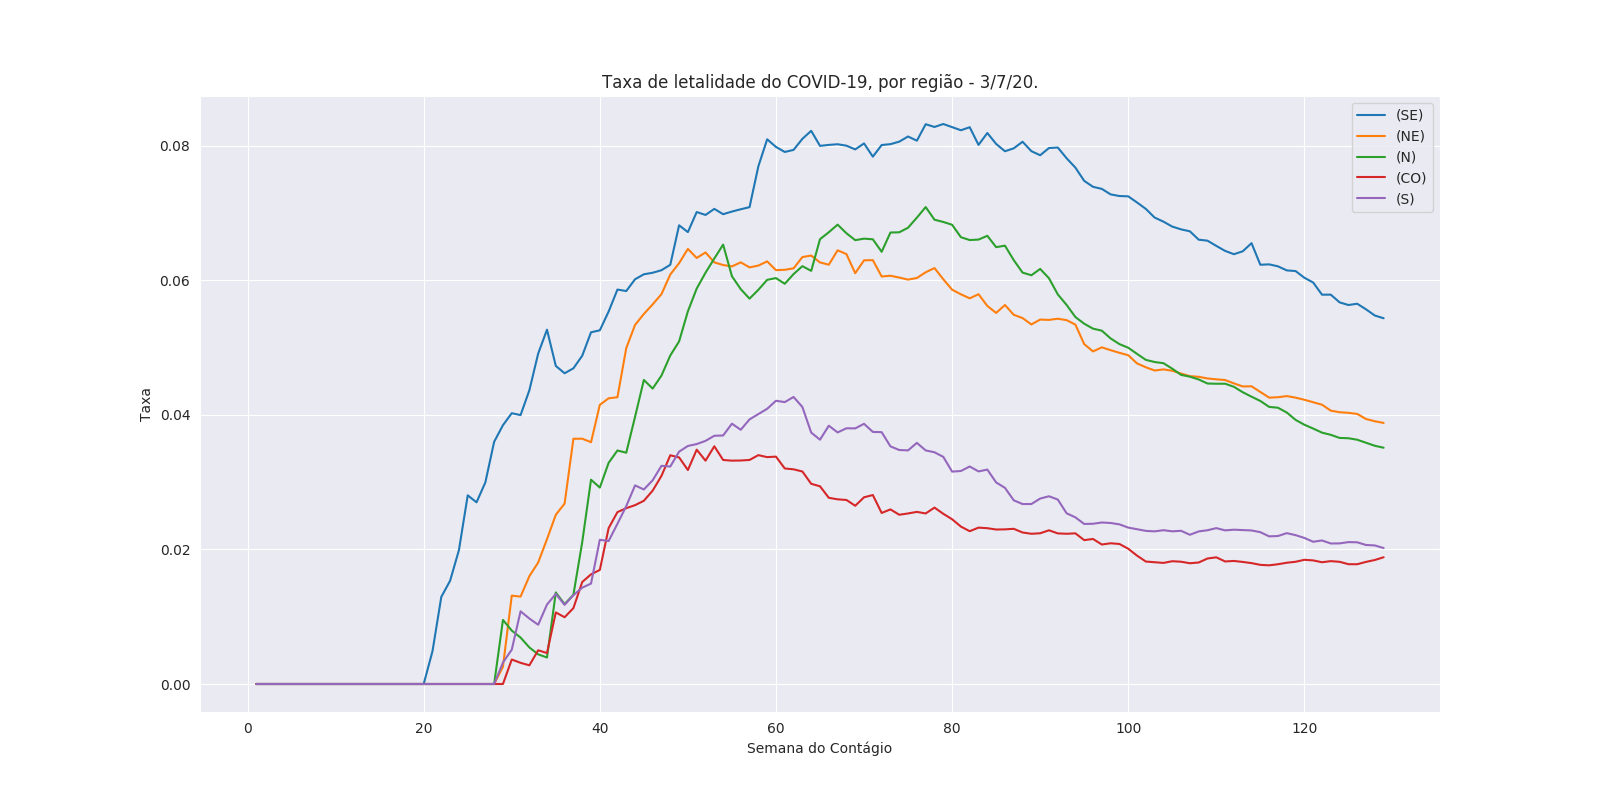 Taxa de letalidade do COVID-19, por região - 3/7/20.
(SE)
(NE)
(N)
(CO)
(S)
0.08
0.06
0.04
0.02
0.00
Taxa
0 20 40 60 80 100 120
Semana do Contágio